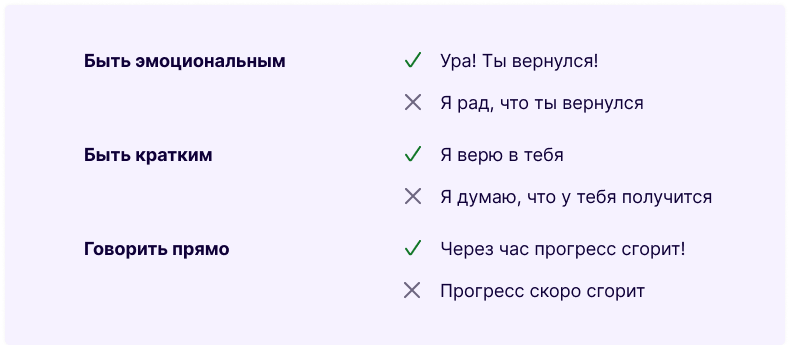 Быть эмоциональным
Ура! Ты вернулся!
Я рад, что ты вернулся
Быть кратким
Я верю в тебя
Я думаю, что у тебя получится
Говорить прямо
Через час прогресс сгорит!
Прогресс скоро сгорит